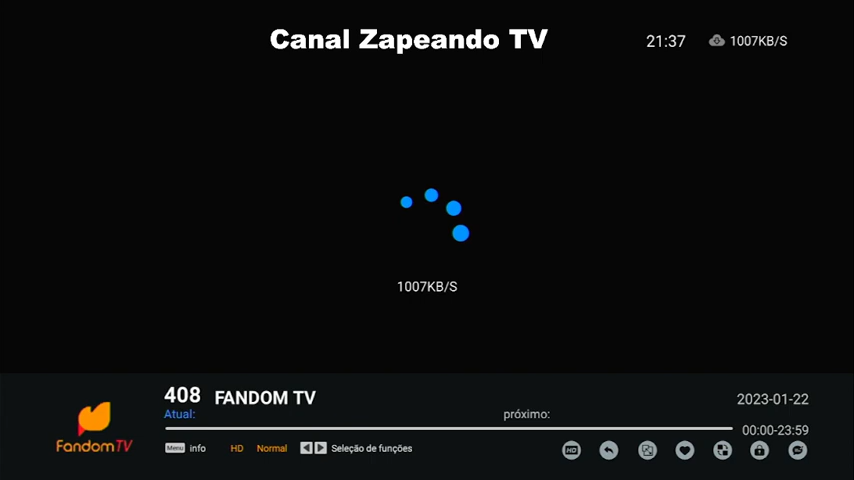 Canal Zapeando TV
21:37
1007KB/S
1007KB/S
408 FANDOM TV
2023-01-22
Atual:
próximo:
00:00-23:59
FandomTV
Menu info HD Normal Seleção de funções
HD